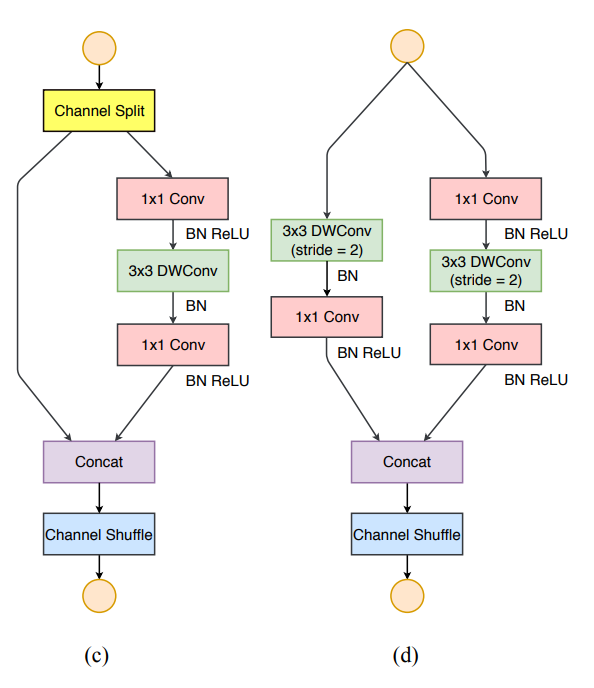 Channel Split
1x1 Conv
BN ReLU
3x3 DWConv
BN
1x1 Conv
BN ReLU
Concat
Channel Shuffle
(c)
3x3 DWConv
(stride = 2)
BN
1x1 Conv
BN ReLU
1x1 Conv
BN ReLU
3x3 DWConv
(stride = 2)
BN
1x1 Conv
BN ReLU
Concat
Channel Shuffle
(d)